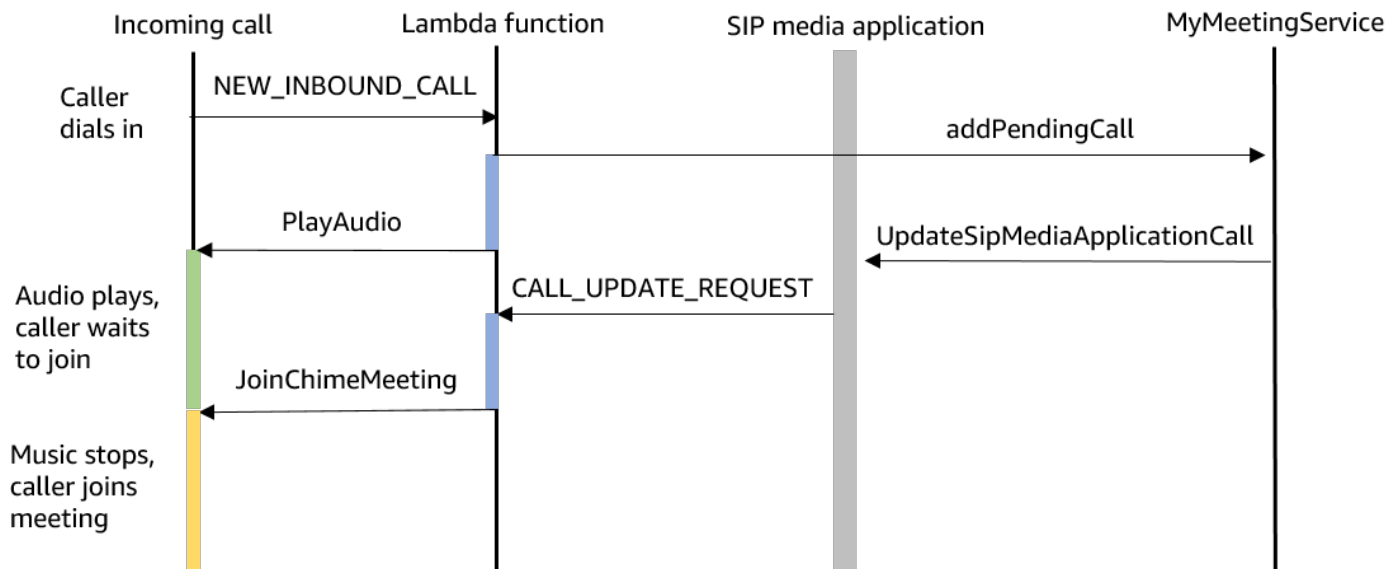 Incoming call
Lambda function
SIP media application
MyMeetingService
NEW_INBOUND_CALL
Caller
dials in
addPendingCall
PlayAudio
UpdateSipMediaApplicationCall
CALL_UPDATE_REQUEST
Audio plays,
caller waits
to join
JoinChimeMeeting
Music stops,
caller joins
meeting